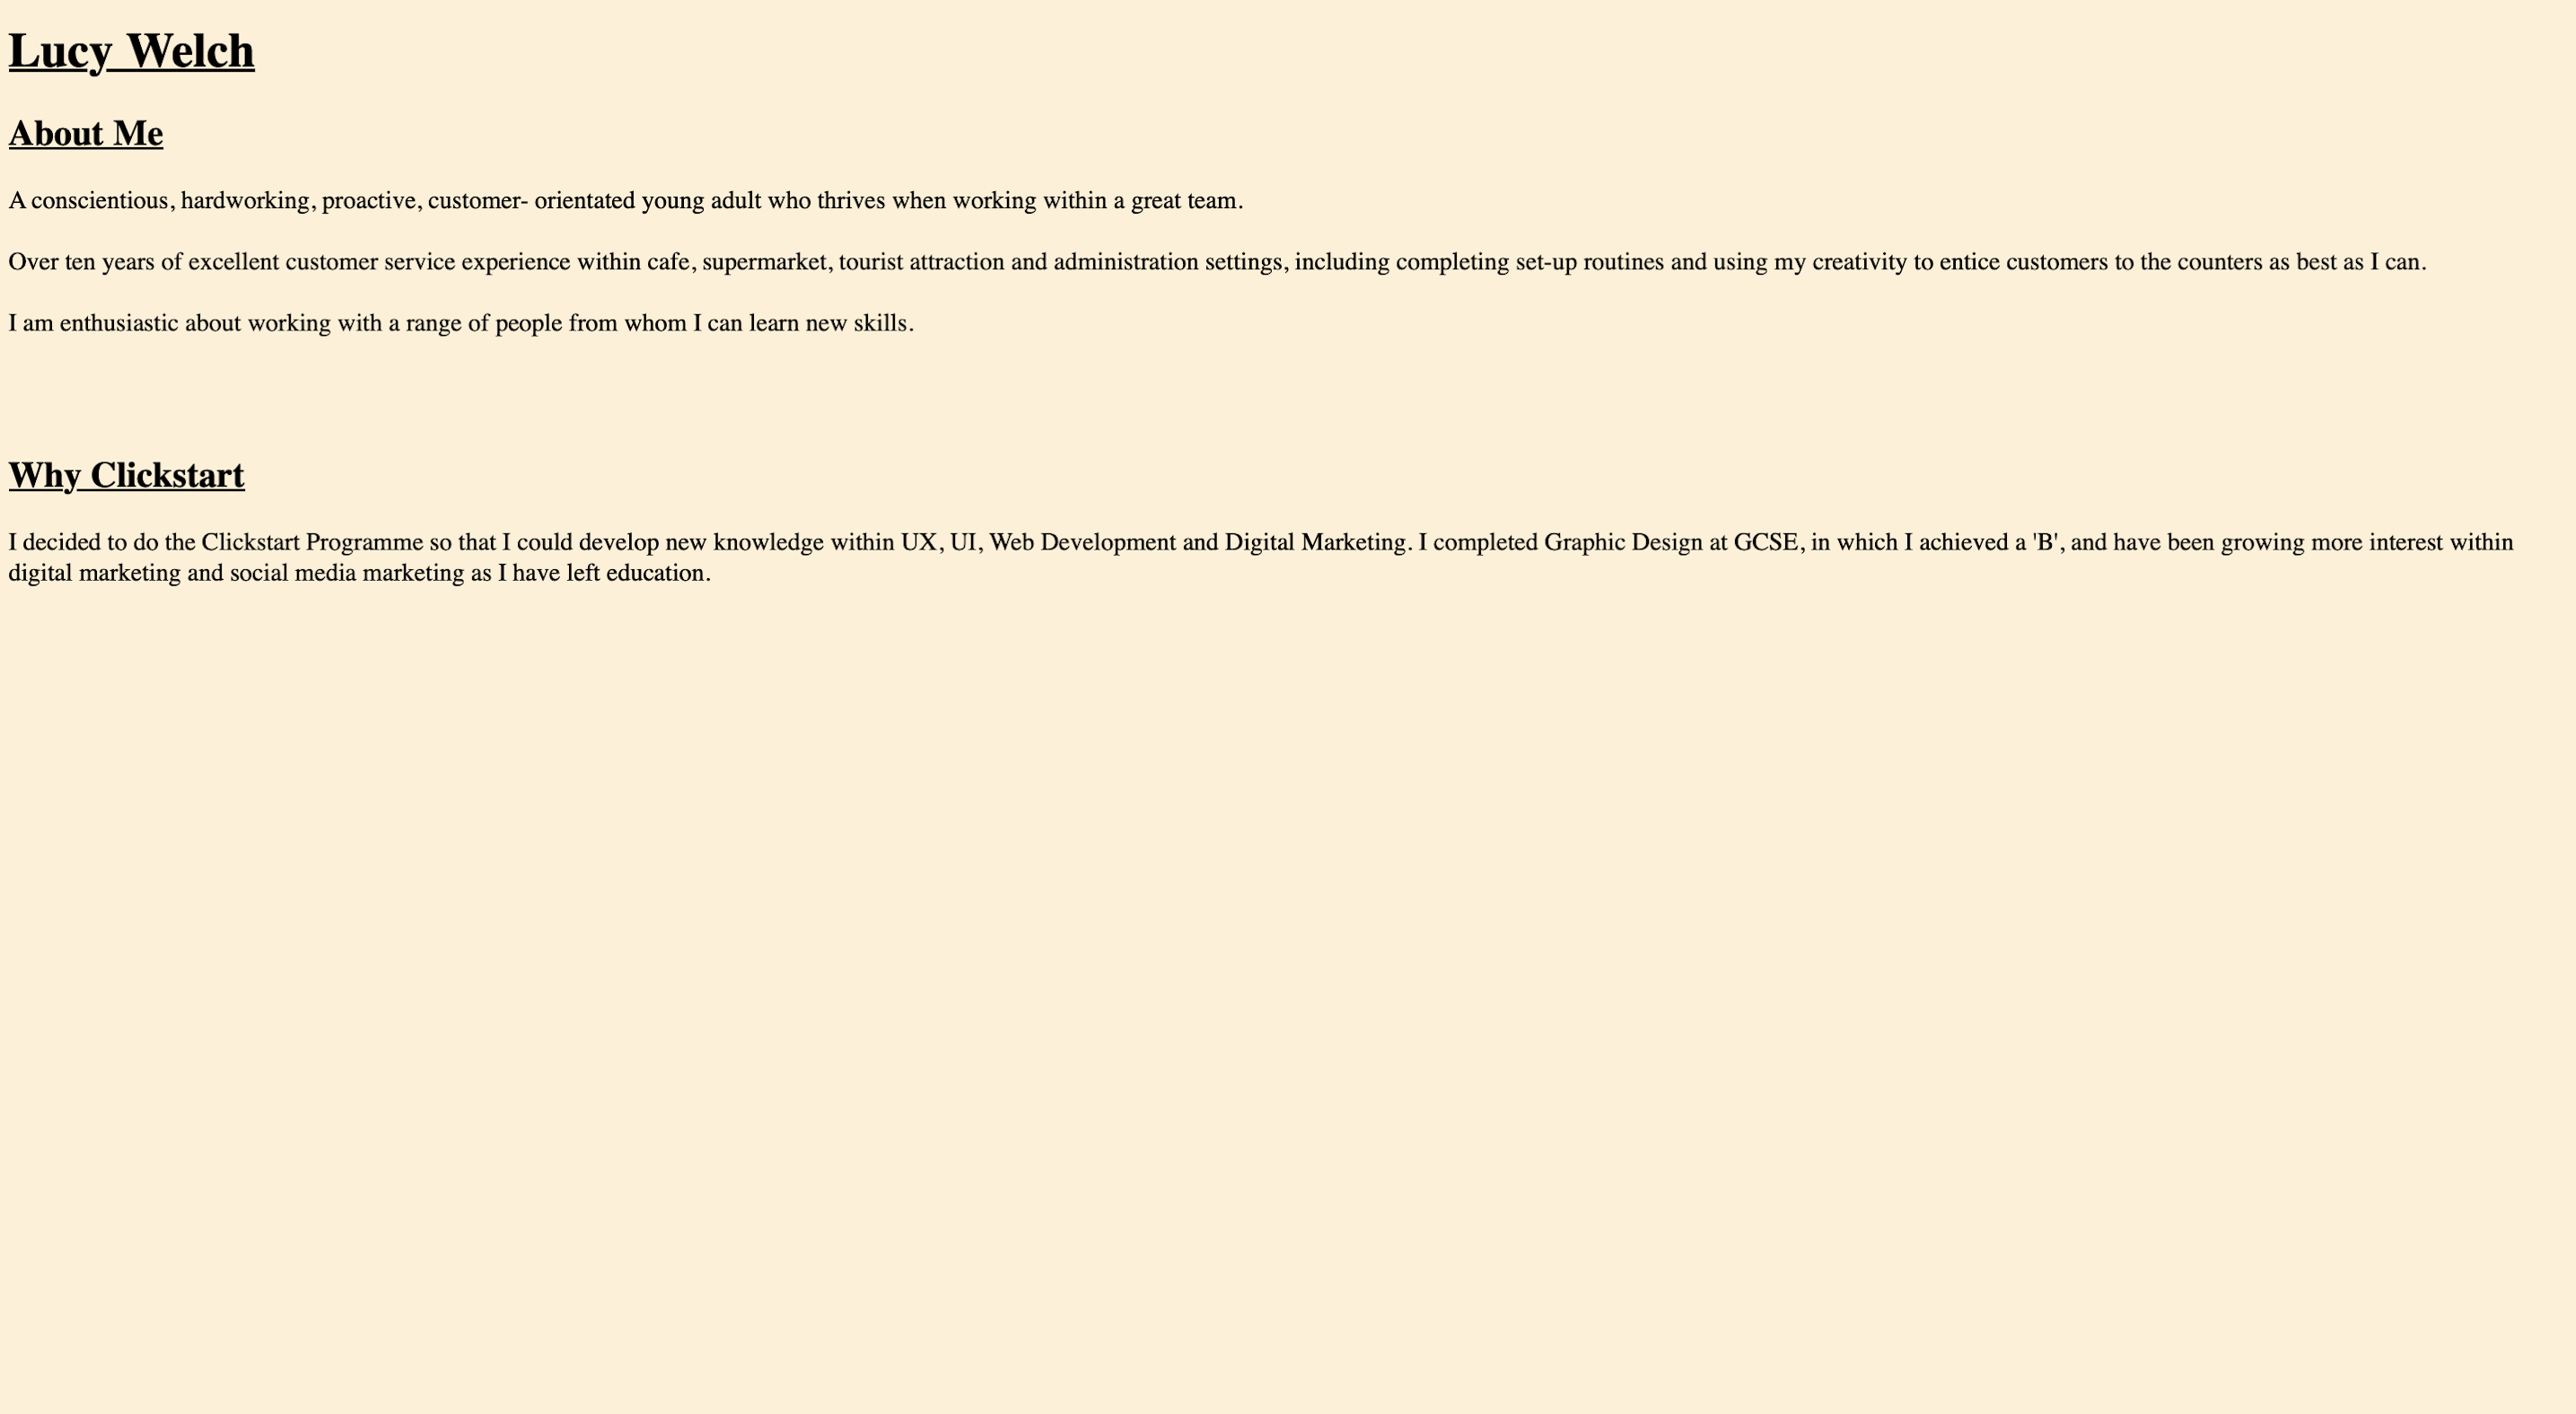 Lucy Welch
About Me
A conscientious, hardworking, proactive, customer- orientated young adult who thrives when working within a great team.
Over ten years of excellent customer service experience within cafe, supermarket, tourist attraction and administration settings, including completing set-up routines and using my creativity to entice customers to the counters as best as I can.
I am enthusiastic about working with a range of people from whom I can learn new skills.
Why Clickstart
I decided to do the Clickstart Programme so that I could develop new knowledge within UX, UI, Web Development and Digital Marketing. I completed Graphic Design at GCSE, in which I achieved a 'B', and have been growing more interest within
digital marketing and social media marketing as I have left education.